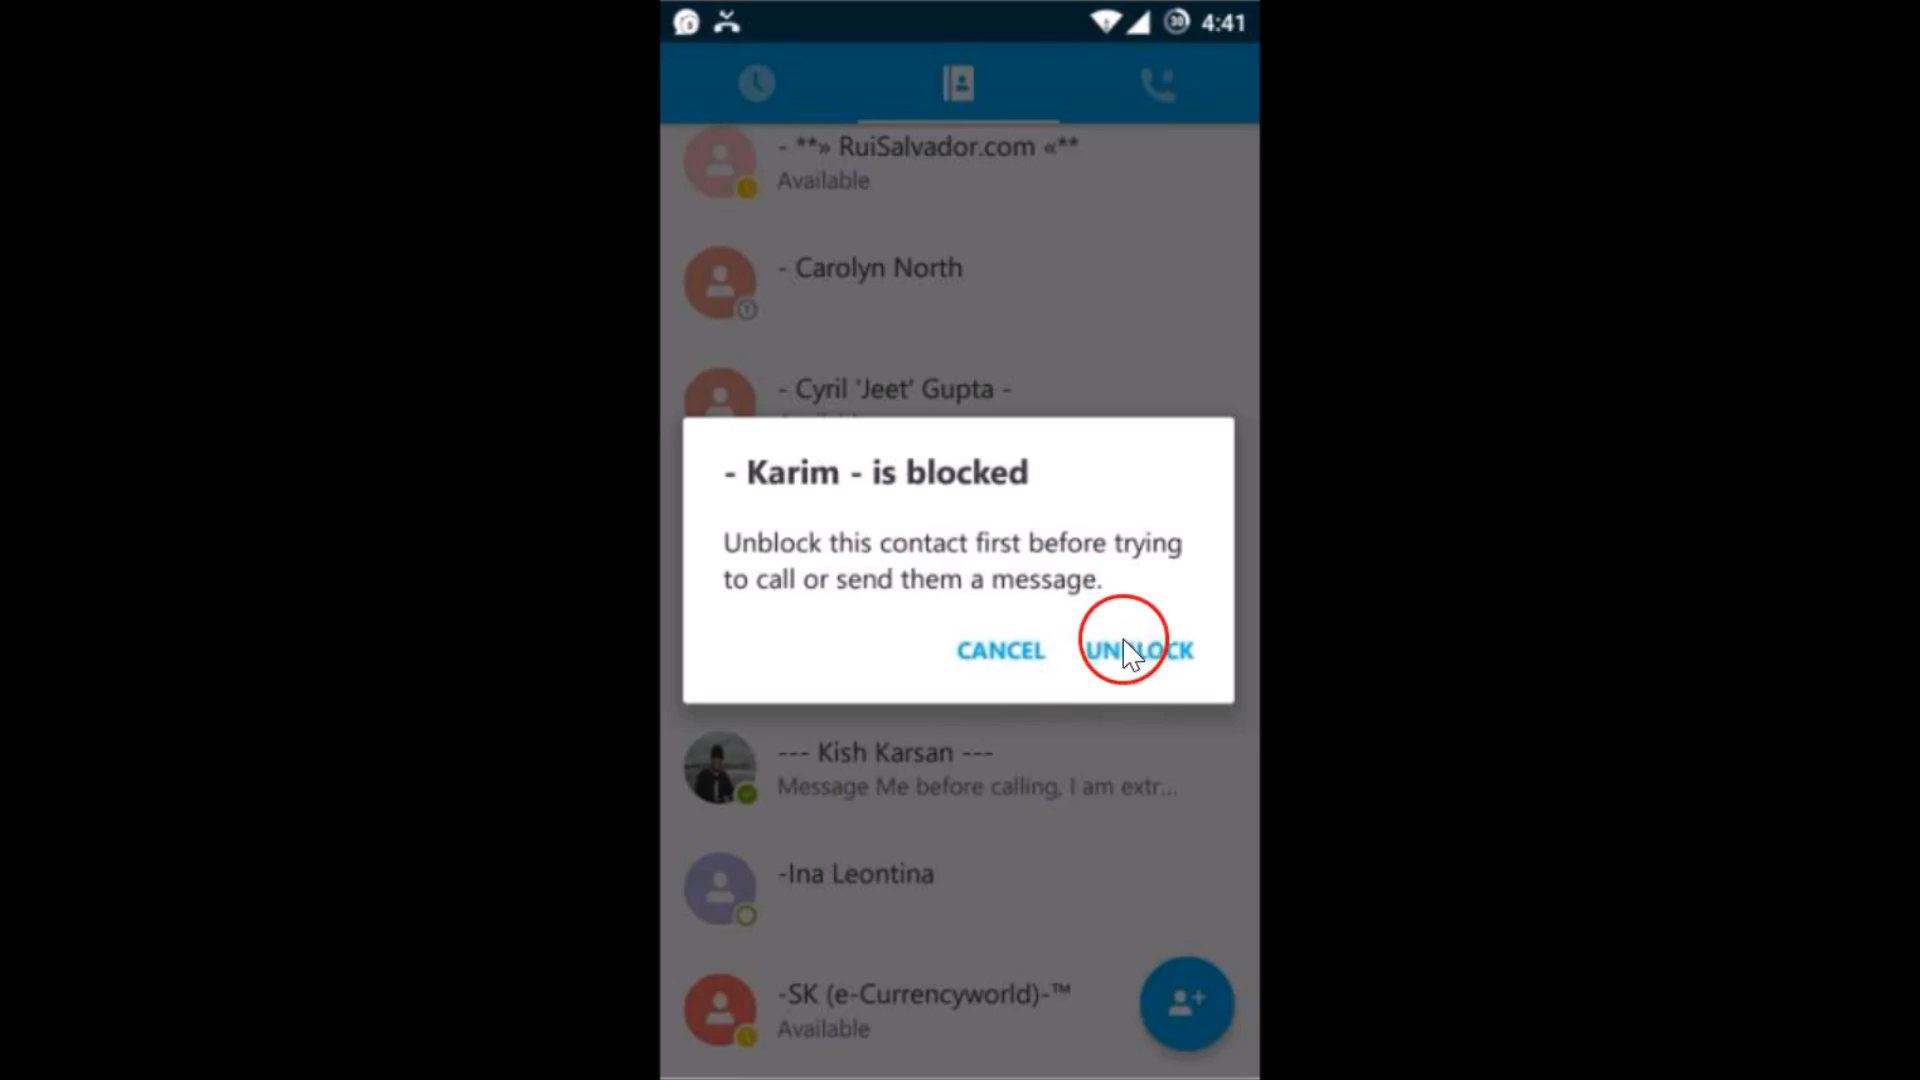 4:41
- **» RuiSalvador.com «**
Available
- Carolyn North
- Cyril 'Jeet' Gupta -
- Karim - is blocked
Unblock this contact first before trying
to call or send them a message.
CANCEL UNBLOCK
--- Kish Karsan ---
Message Me before calling, I am extr...
-Ina Leontina
-SK (e-Currencyworld)-™
Available